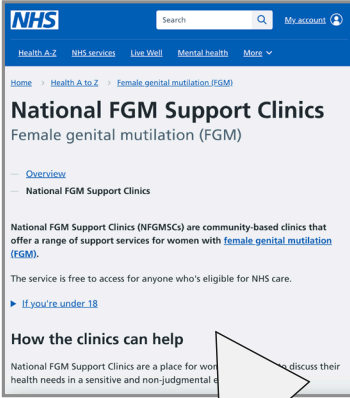 NHS
Search
My account
Health A-Z NHS services Live Well Mental health More
Home Health A to Z Female genital mutilation (FGM)
National FGM Support Clinics
Female genital mutilation (FGM)
— Overview
— National FGM Support Clinics
National FGM Support Clinics (NFGMSCs) are community-based clinics that
offer a range of support services for women with female genital mutilation
(FGM).
The service is free to access for anyone who's eligible for NHS care.
If you're under 18
How the clinics can help
National FGM Support Clinics are a place for discuss their
health needs in a sensitive and non-judgmental